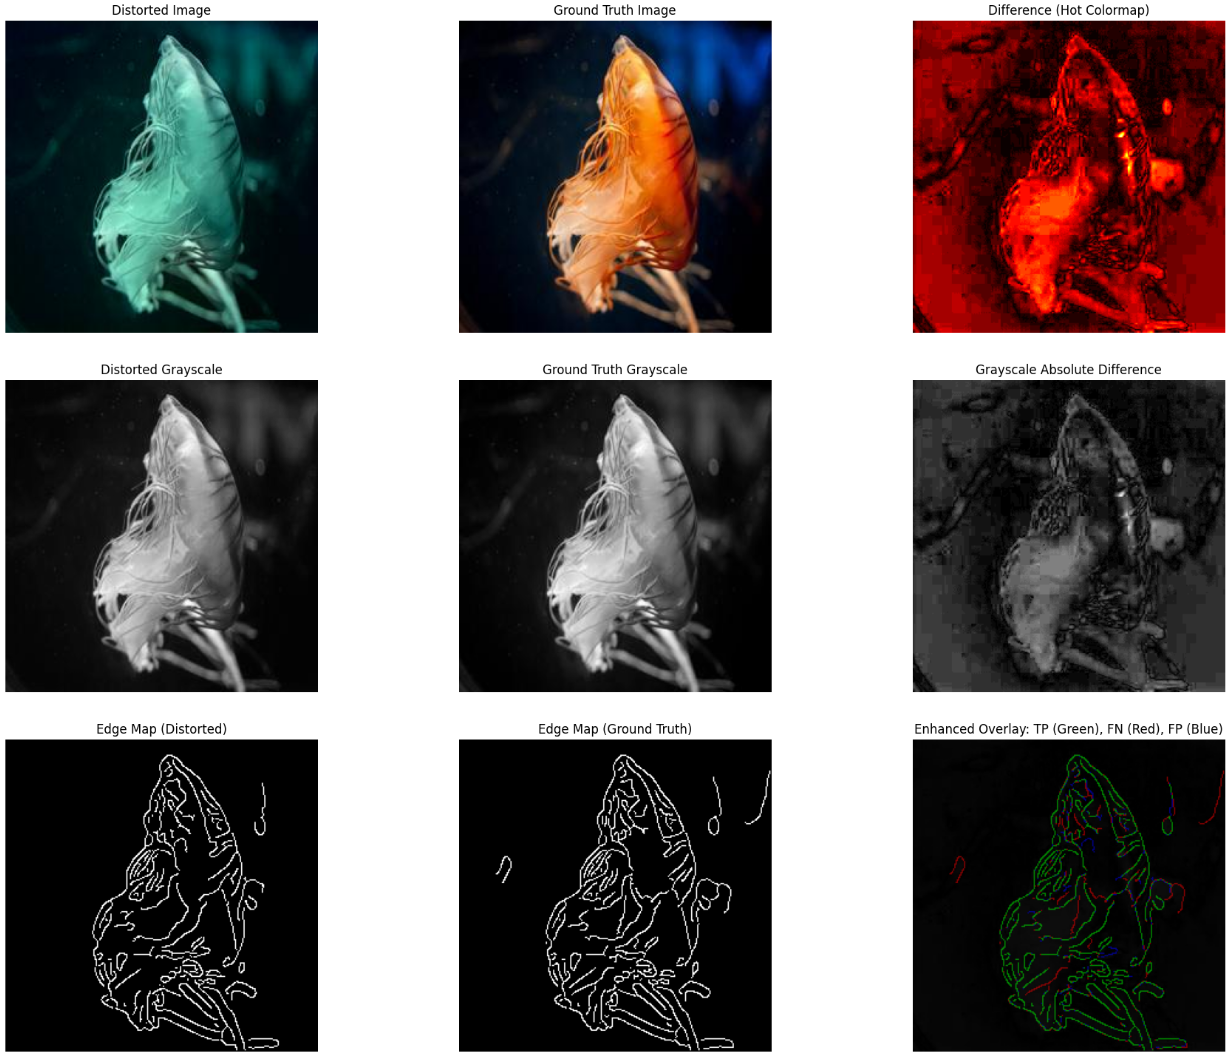 Distorted Image
Ground Truth Image
Difference (Hot Colormap)
Distorted Grayscale
Ground Truth Grayscale
Grayscale Absolute Difference
Edge Map (Distorted)
Edge Map (Ground Truth)
Enhanced Overlay: TP (Green), FN (Red), FP (Blue)